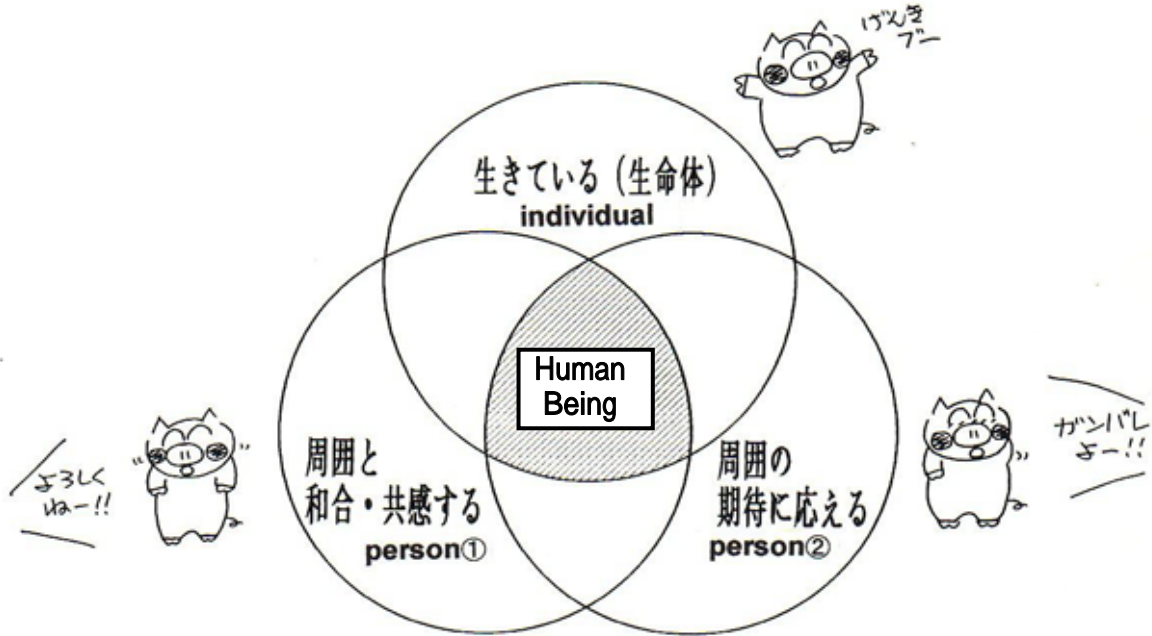 げんき
ブー
生きている（生命体）
individual
Human
Being
周囲と
和合・共感する
person①
周囲の
期待に応える
person②
よろしく
ねー!!
ガンバレ
よー!!